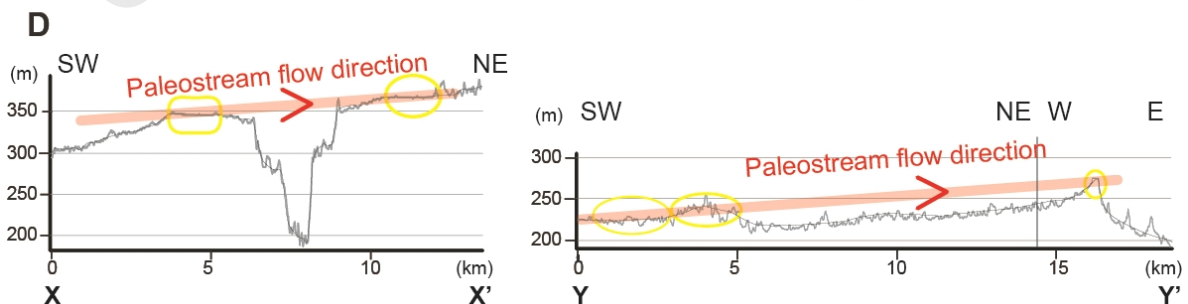 D
(m) SW NE
Paleostream flow direction
350
300
250
200
0 5 10 (km)
X X’
(m) SW NE W E
Paleostream flow direction
300
250
200
0 5 10 15 (km)
Y Y’